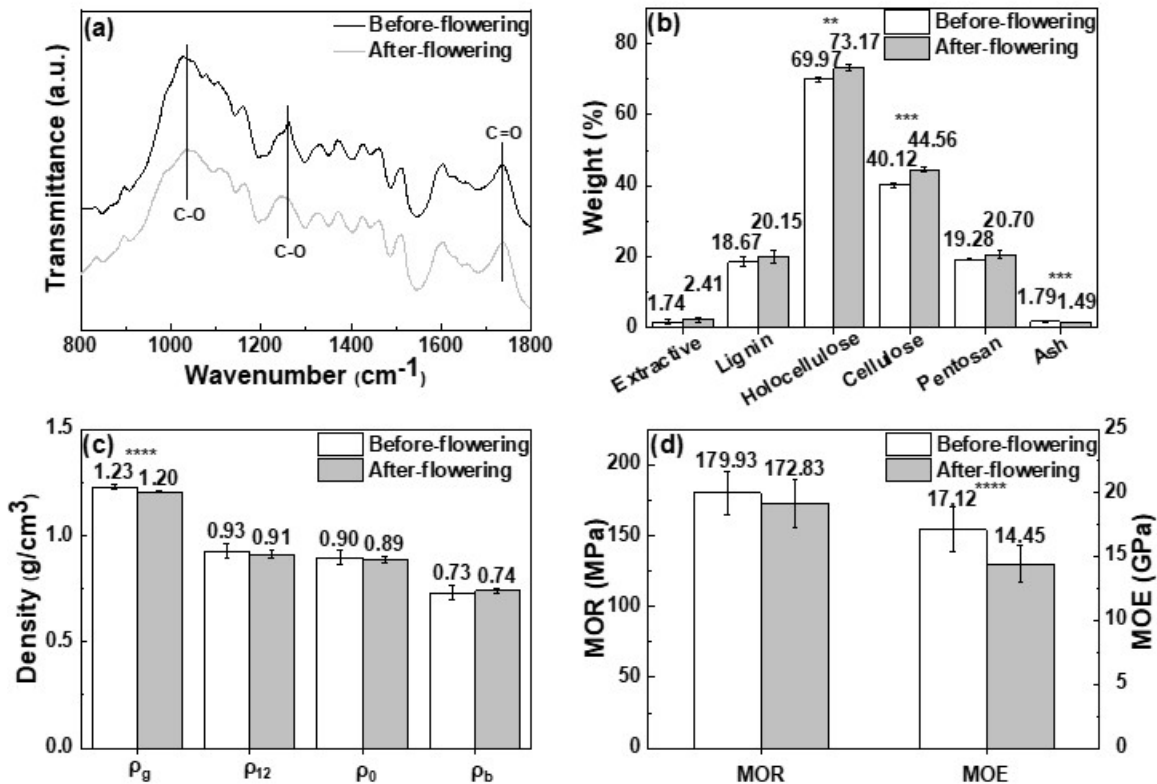 (a)
Before-flowering
After-flowering
C-O
C-O
C=O
Transmittance (a.u.)
800 1000 1200 1400 1600 1800
Wavenumber (cm-1)
(b)
Before-flowering
After-flowering
**
69.97 73.17
***
40.12 44.56
18.67 20.15
19.28 20.70
***
1.74 2.41
1.79 1.49
Weight (%)
80
60
40
20
0
Extractive Lignin Holocellulose Cellulose Pentosan Ash
(c)
Before-flowering
After-flowering
****
1.23 1.20
0.93 0.91
0.90 0.89
0.73 0.74
Density (g/cm3)
1.5
1.0
0.5
0.0
ρg ρ12 ρ0 ρb
(d)
Before-flowering
After-flowering
179.93 172.83
****
17.12 14.45
MOR (MPa)
200
150
100
50
0
MOE (GPa)
25
20
15
10
5
0
MOR MOE